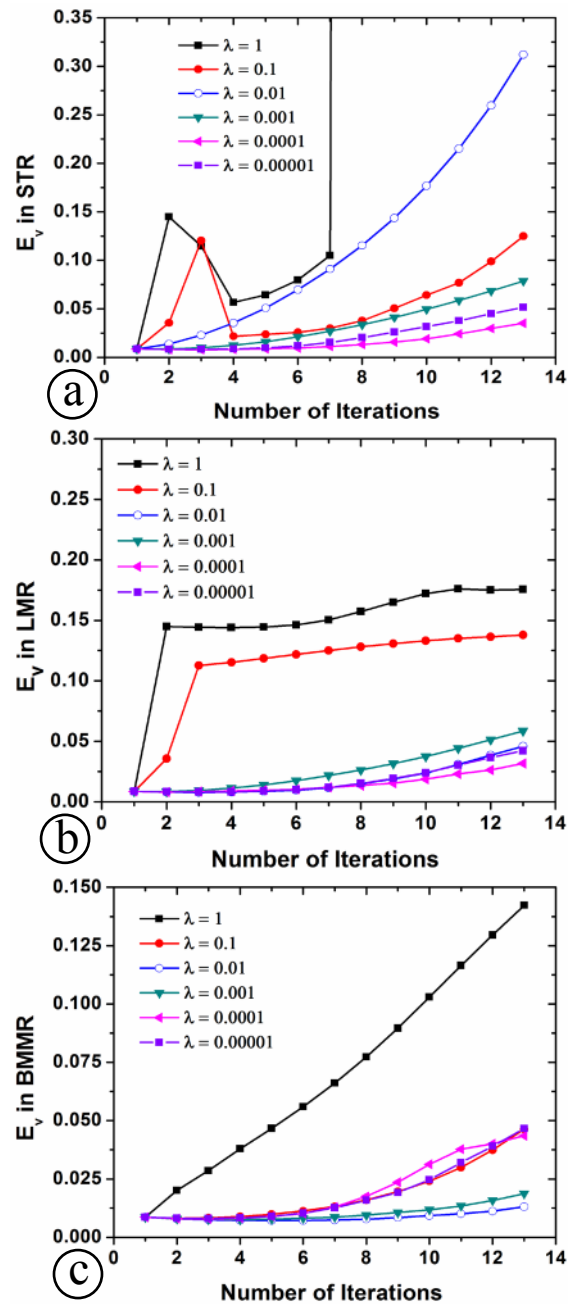 0.35
0.30
0.25
0.20
0.15
0.10
0.05
0.00
E_v in STR
λ = 1
λ = 0.1
λ = 0.01
λ = 0.001
λ = 0.0001
λ = 0.00001
0 2 4 6 8 10 12 14
Number of Iterations
a
0.30
0.25
0.20
0.15
0.10
0.05
0.00
E_v in LMR
λ = 1
λ = 0.1
λ = 0.01
λ = 0.001
λ = 0.0001
λ = 0.00001
0 2 4 6 8 10 12 14
Number of Iterations
b
0.150
0.125
0.100
0.075
0.050
0.025
0.000
E_v in BMMR
λ = 1
λ = 0.1
λ = 0.01
λ = 0.001
λ = 0.0001
λ = 0.00001
0 2 4 6 8 10 12 14
Number of Iterations
c